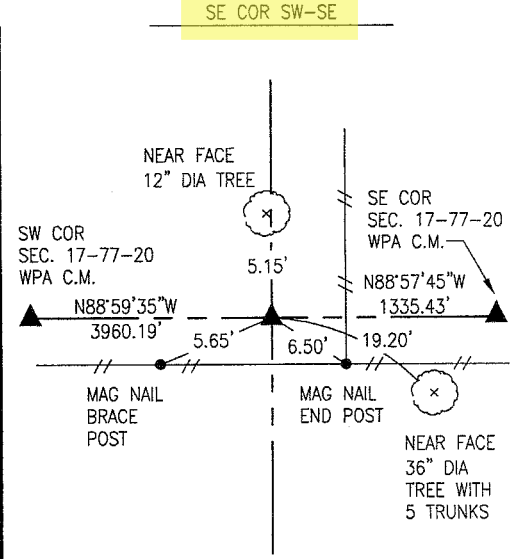 SE COR SW-SE
NEAR FACE
12" DIA TREE
SE COR
SEC. 17-77-20
WPA C.M.
SW COR
SEC. 17-77-20
WPA C.M.
5.15'
N88°59'35"W
3960.19'
N88°57'45"W
1335.43'
5.65'
6.50'
19.20'
MAG NAIL
BRACE
POST
MAG NAIL
END POST
NEAR FACE
36" DIA
TREE WITH
5 TRUNKS